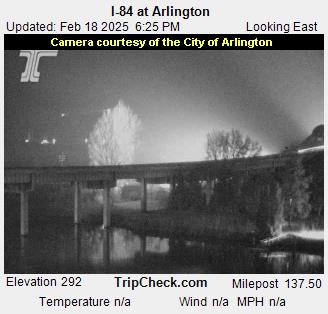 I-84 at Arlington
Updated: Feb 18 2025 6:25 PM Looking East
Camera courtesy of the City of Arlington
Elevation 292 TripCheck.com Milepost 137.50
Temperature n/a Wind n/a MPH n/a